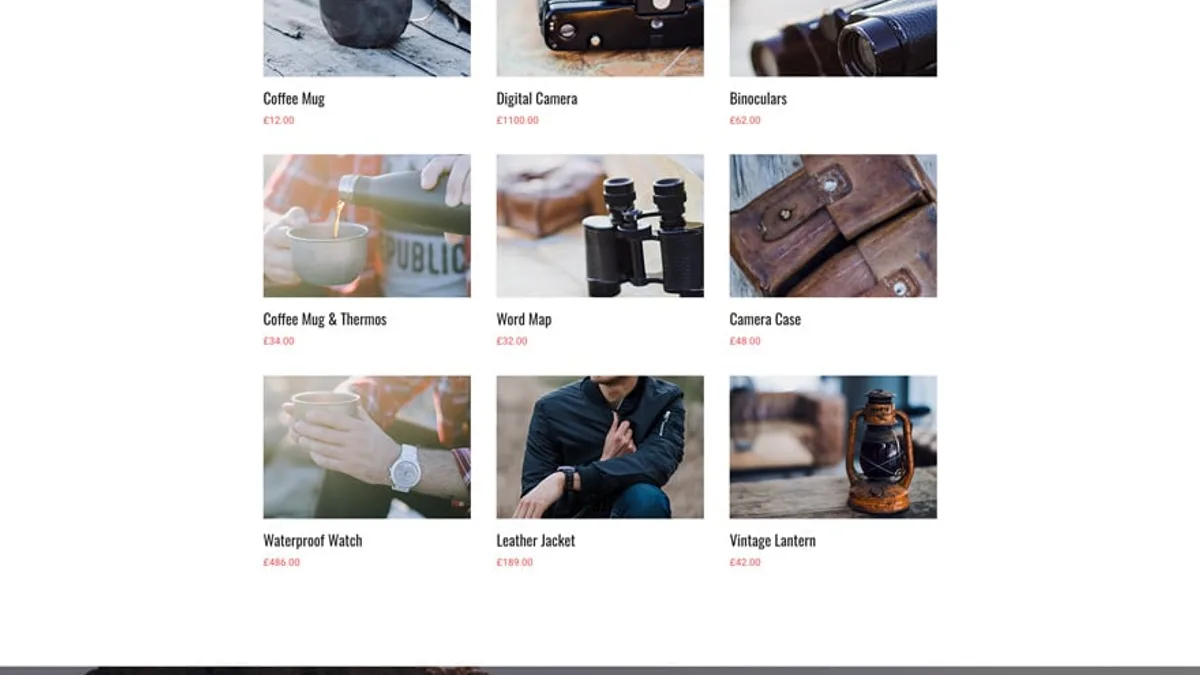 Coffee Mug
£12.00
Digital Camera
£1100.00
Binoculars
£62.00
PUBLIC
Coffee Mug & Thermos
£34.00
Word Map
£32.00
Camera Case
£48.00
Waterproof Watch
£486.00
Leather Jacket
£189.00
Vintage Lantern
£42.00